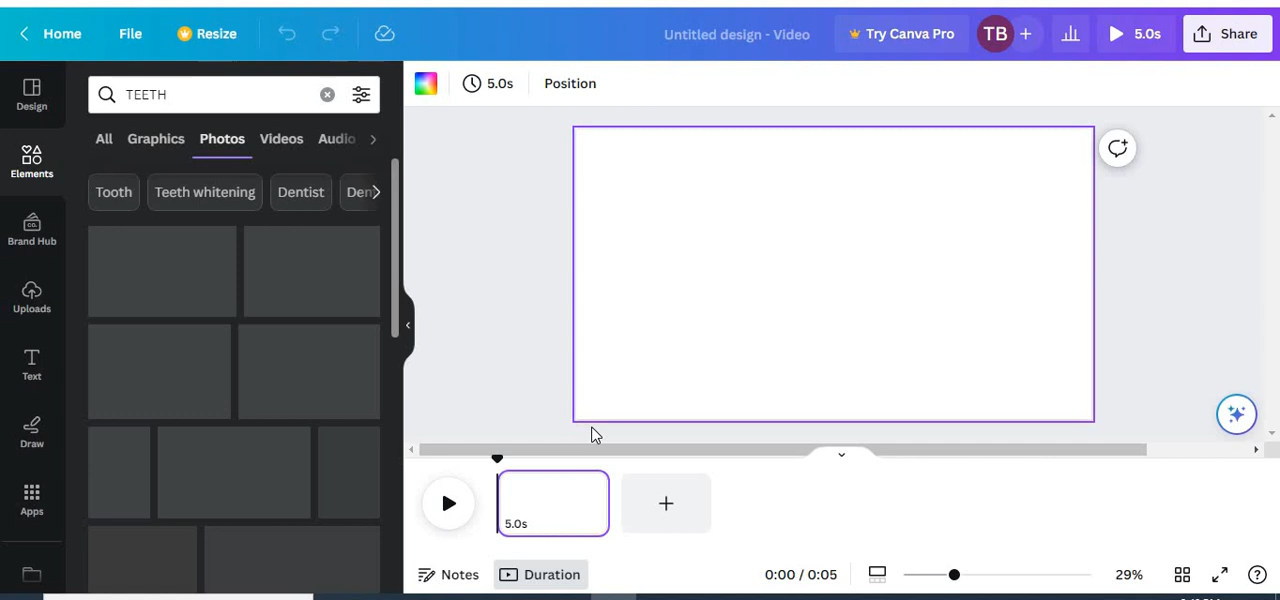 Home File Resize Untitled design - Video Try Canva Pro TB 5.0s Share
Design
Elements
Brand Hub
CO.
Uploads
Text
Draw
Apps
TEETH
All Graphics Photos Videos Audio
Tooth Teeth whitening Dentist Den
5.0s Position
5.0s
Notes Duration 0:00 / 0:05 29%